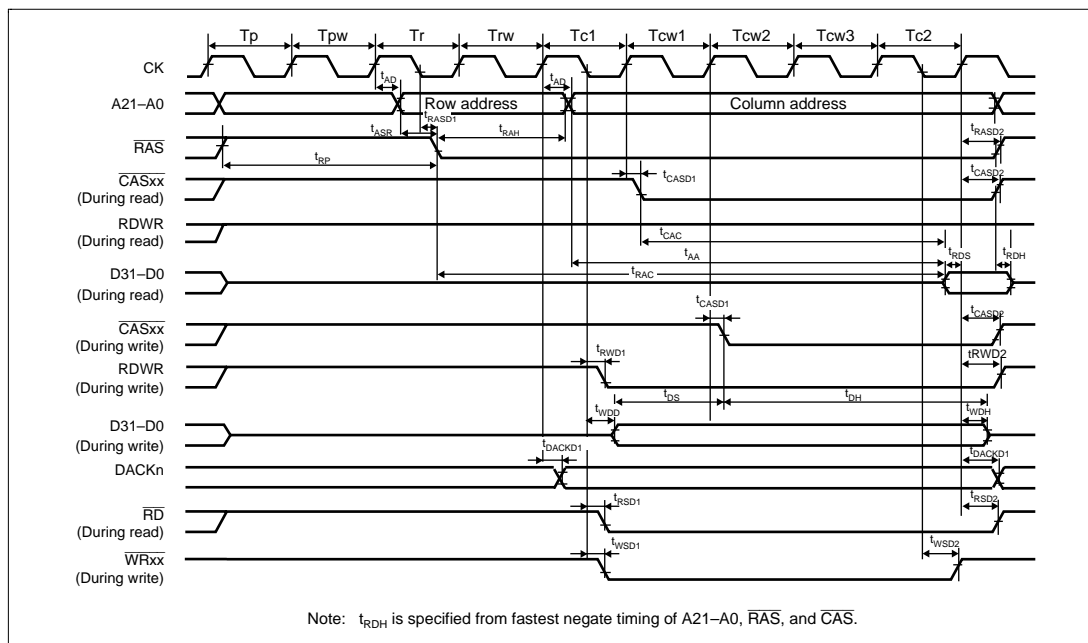 Tp Tpw Tr Trw Tc1 Tcw1 Tcw2 Tcw3 Tc2
CK
tAD tAD
A21–A0 Row address Column address
tRASD1
tASR tRAH tRASD2
RAS
tRP
CASxx tCASD1 tCASD2
(During read)
RDWR
(During read)
tCAC
tAA tRDS tRDH
tRAC
D31–D0
(During read)
tCASD1 tCASD2
CASxx
(During write)
tRWD1 tRWD2
RDWR
(During write)
tDS tDH
tWDD tWDH
D31–D0
(During write)
tDACKD1 tDACKD1
DACKn
tRSD1 tRSD2
RD
(During read)
tWSD1 tWSD2
WRxx
(During write)
Note: tRDH is specified from fastest negate timing of A21–A0, RAS, and CAS.